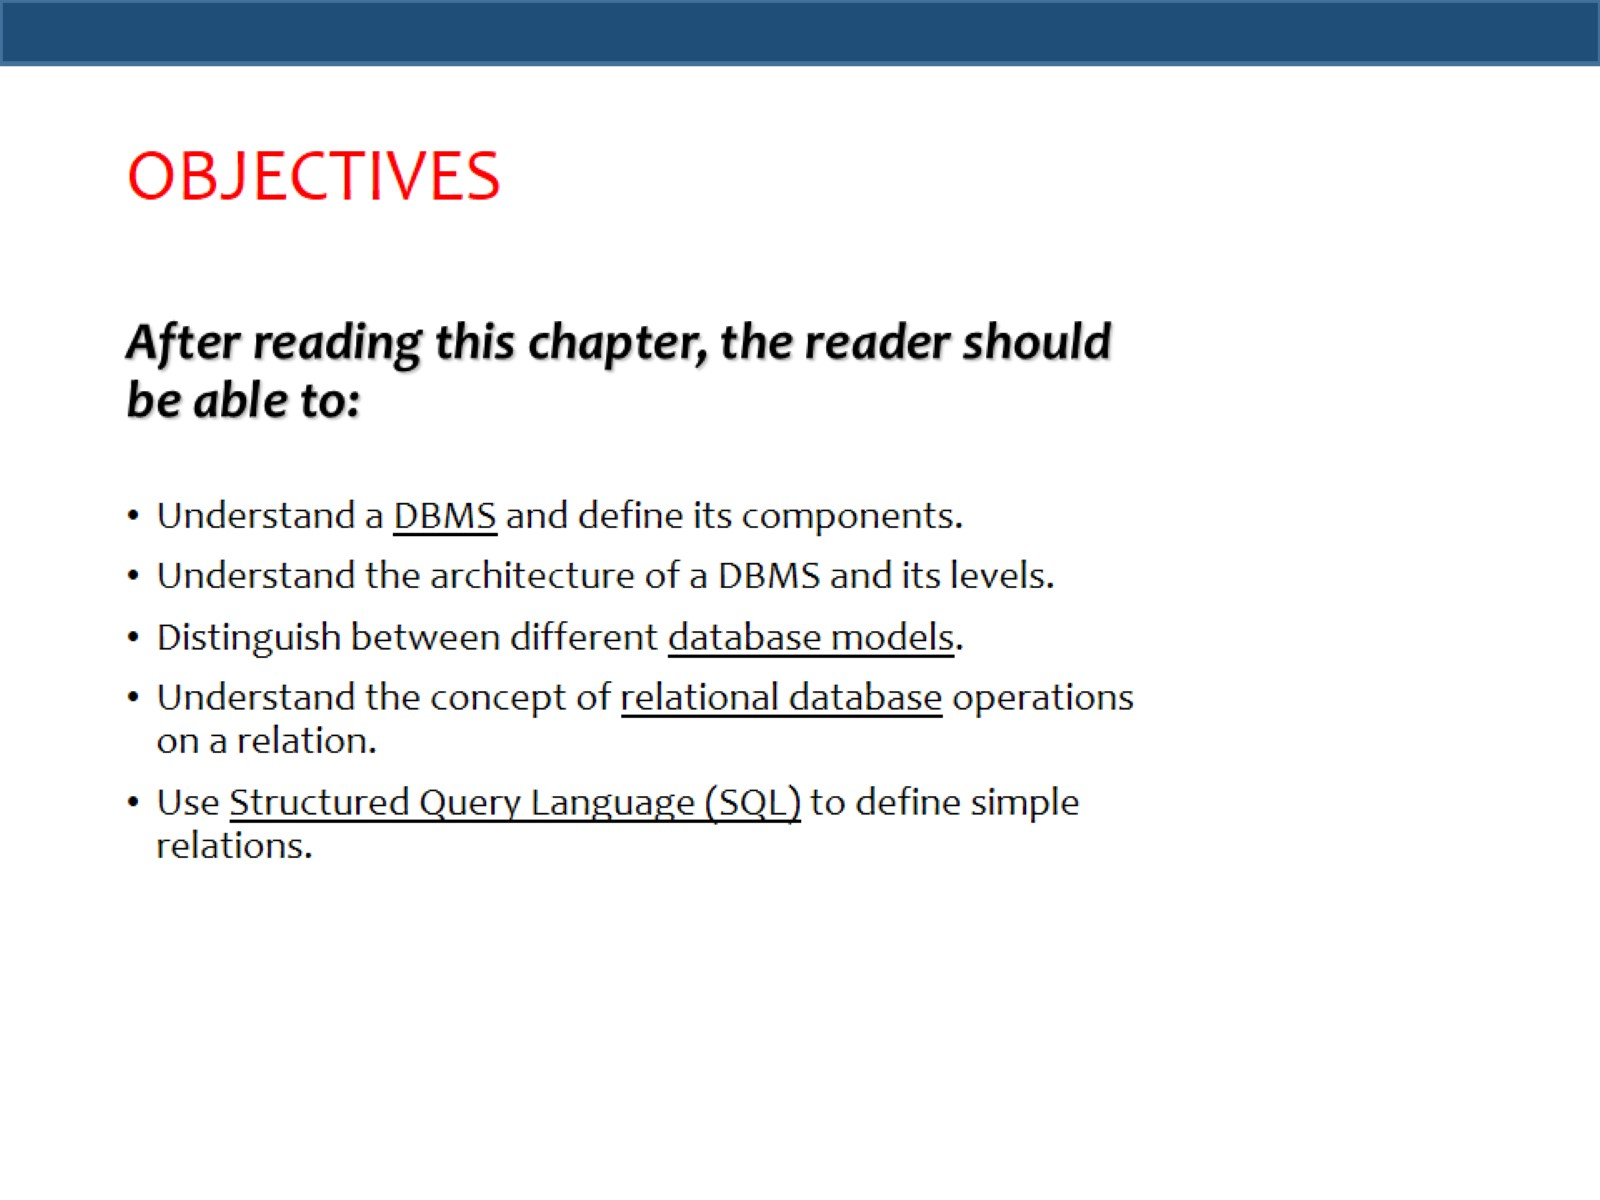 OBJECTIVES
After reading this chapter, the reader should
be able to:
• Understand a DBMS and define its components.
• Understand the architecture of a DBMS and its levels.
• Distinguish between different database models.
• Understand the concept of relational database operations
on a relation.
• Use Structured Query Language (SQL) to define simple
relations.